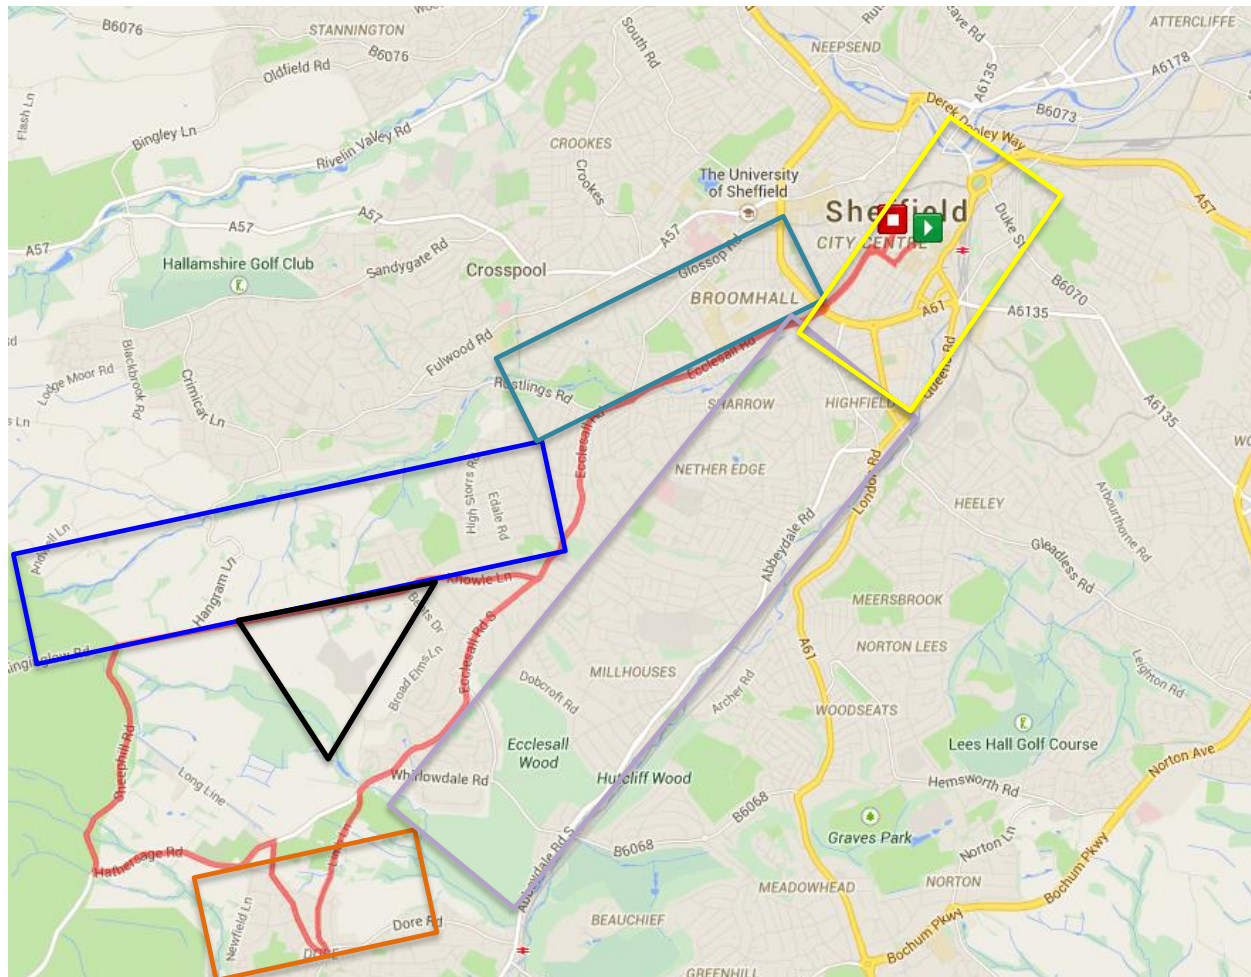 B6076
STANNINGTON
B6076
Oldfield Rd
South Rd
NEEPSEND
ATTERCLIFFE
A6135
A6178
Flash Ln
Bingley Ln
Rivelin Valley Rd
CROOKES
Crookes
Derek Dooley Way
B6073
The University
of Sheffield
A57
A57
A57
A57
Sheffield
CITY CENTRE
Duke St
Hallamshire Golf Club
Sandygate Rd
Crosspool
Glossop Rd
BROOMHALL
B6070
A61
A6135
Lodge Moor Rd
Blackbrook Rd
Crimicar Ln
Fulwood Rd
Rustlings Rd
Ecclesall Rd
SHARROW
HIGHFIELD
Queens Rd
A6135
Ecclesall Rd
NETHER EDGE
London Rd
HEELEY
Arbourthorne Rd
High Storrs Rd
Edale Rd
Abbeydale Rd
Gleadless Rd
Hangram Ln
Knowle Ln
Bents Dr
MEERSBROOK
NORTON LEES
A61
Ringinglow Rd
Broad Elms Ln
Ecclesall Rd S
MILLHOUSES
Dobcroft Rd
Archer Rd
WOODSEATS
Leighton Rd
Sheephill Rd
Long Line
Ecclesall
Wood
Whirlowdale Rd
Hutcliff Wood
Lees Hall Golf Course
Norton Ave
Hemsworth Rd
B6068
B6068
Graves Park
Norton Ln
Hathersage Rd
Limb Ln
Abbeydale Rd S
MEADOWHEAD
NORTON
Bochum Pkwy
Newfield Ln
Dore Rd
DORE
BEAUCHIEF
Bochum Pkwy
GREENHILL